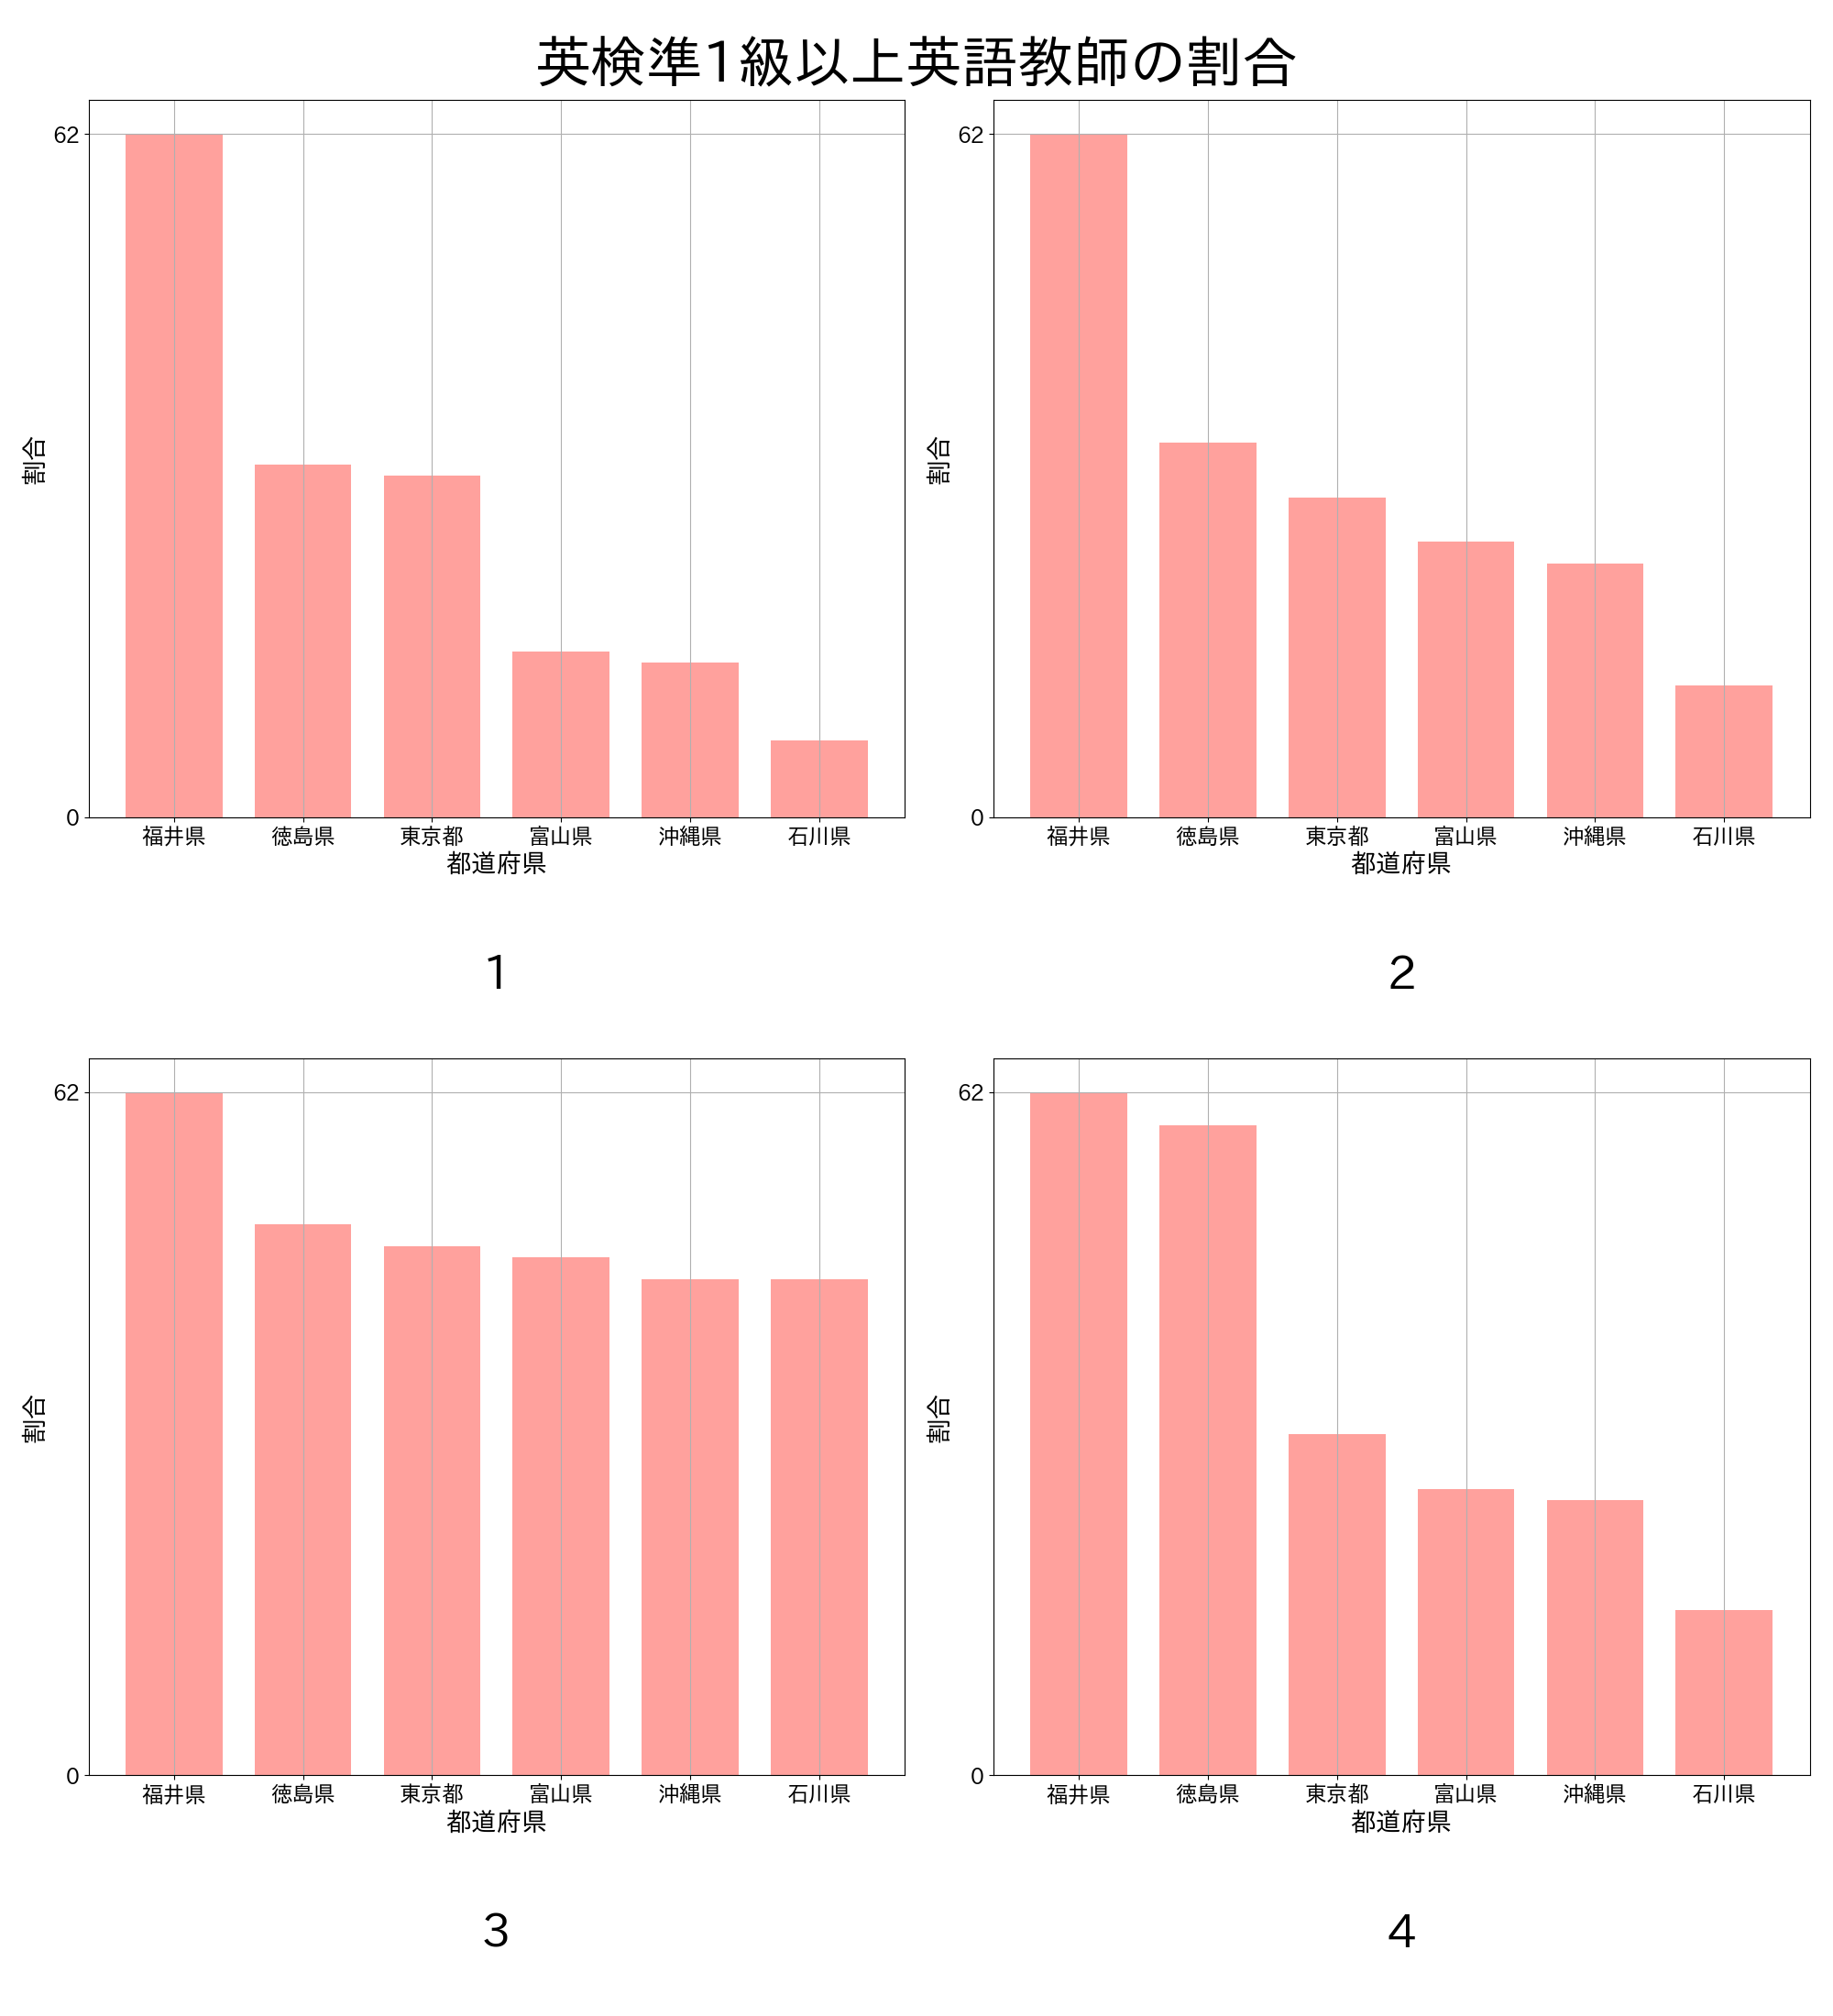 英検準1級以上英語教師の割合
62
0
割合
福井県 徳島県 東京都 富山県 沖縄県 石川県
都道府県
1
62
0
割合
福井県 徳島県 東京都 富山県 沖縄県 石川県
都道府県
2
62
0
割合
福井県 徳島県 東京都 富山県 沖縄県 石川県
都道府県
3
62
0
割合
福井県 徳島県 東京都 富山県 沖縄県 石川県
都道府県
4